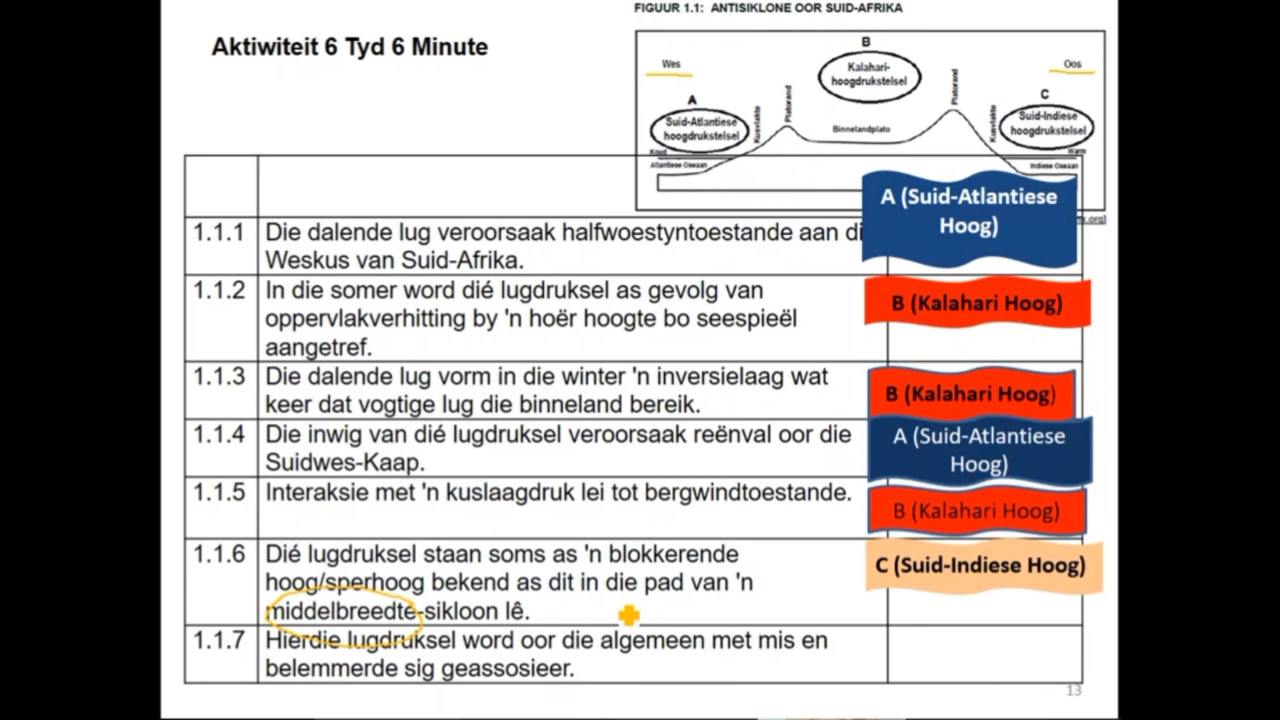 FIGUUR 1.1: ANTISIKLONE OOR SUID-AFRIKA
Aktiwiteit 6 Tyd 6 Minute
B
Wes
Kalahari-
hoogdrukstelsel
Oos
A
C
Suid-Atlantiese
hoogdrukstelsel
Kusvlakte
Platorand
Binnelandplato
Platorand
Kusvlakte
Suid-Indiese
hoogdrukstelsel
Koud
Warm
Atlantiese Oseaan
Indiese Oseaan
A (Suid-Atlantiese
Hoog)
1.1.1 Die dalende lug veroorsaak halfwoestyntoestande aan di
Weskus van Suid-Afrika.
1.1.2 In die somer word dié lugdruksel as gevolg van
oppervlakverhitting by 'n hoër hoogte bo seespieël
aangetref.
B (Kalahari Hoog)
1.1.3 Die dalende lug vorm in die winter 'n inversielaag wat
keer dat vogtige lug die binneland bereik.
B (Kalahari Hoog)
1.1.4 Die inwig van dié lugdruksel veroorsaak reënval oor die
Suidwes-Kaap.
A (Suid-Atlantiese
Hoog)
1.1.5 Interaksie met 'n kuslaagdruk lei tot bergwindtoestande.
B (Kalahari Hoog)
1.1.6 Dié lugdruksel staan soms as 'n blokkerende
hoog/sperhoog bekend as dit in die pad van 'n
middelbreedte-sikloon lê.
C (Suid-Indiese Hoog)
1.1.7 Hierdie lugdruksel word oor die algemeen met mis en
belemmerde sig geassosieer.
13